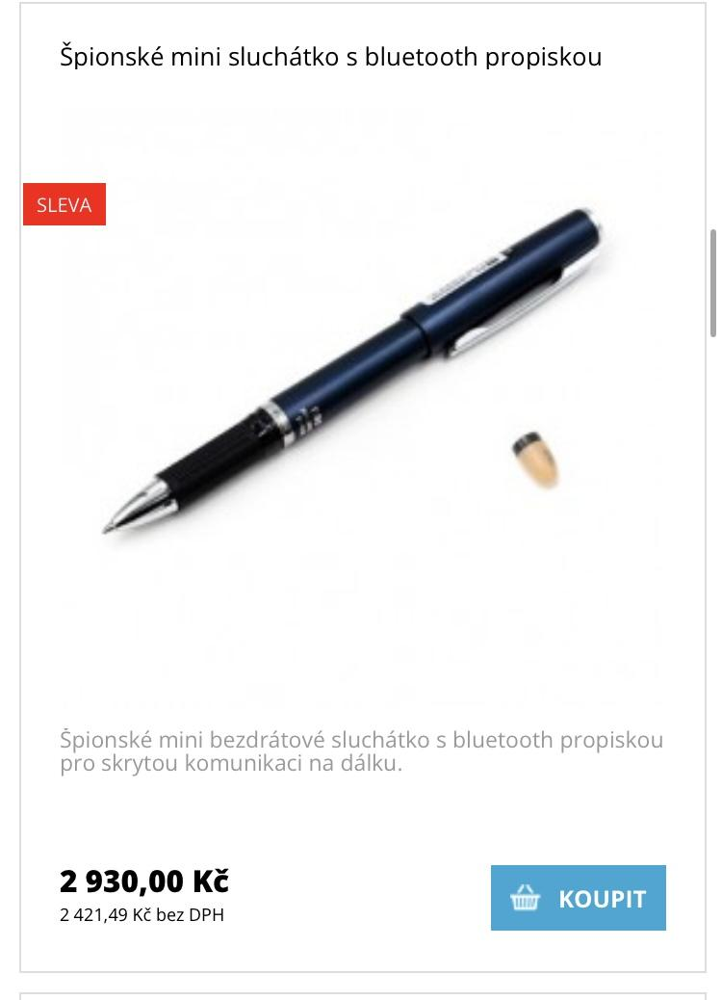 Špionské mini sluchátko s bluetooth propiskou
SLEVA
Špionské mini bezdrátové sluchátko s bluetooth propiskou
pro skrytou komunikaci na dálku.
2 930,00 Kč
2 421,49 Kč bez DPH
KOUPIT